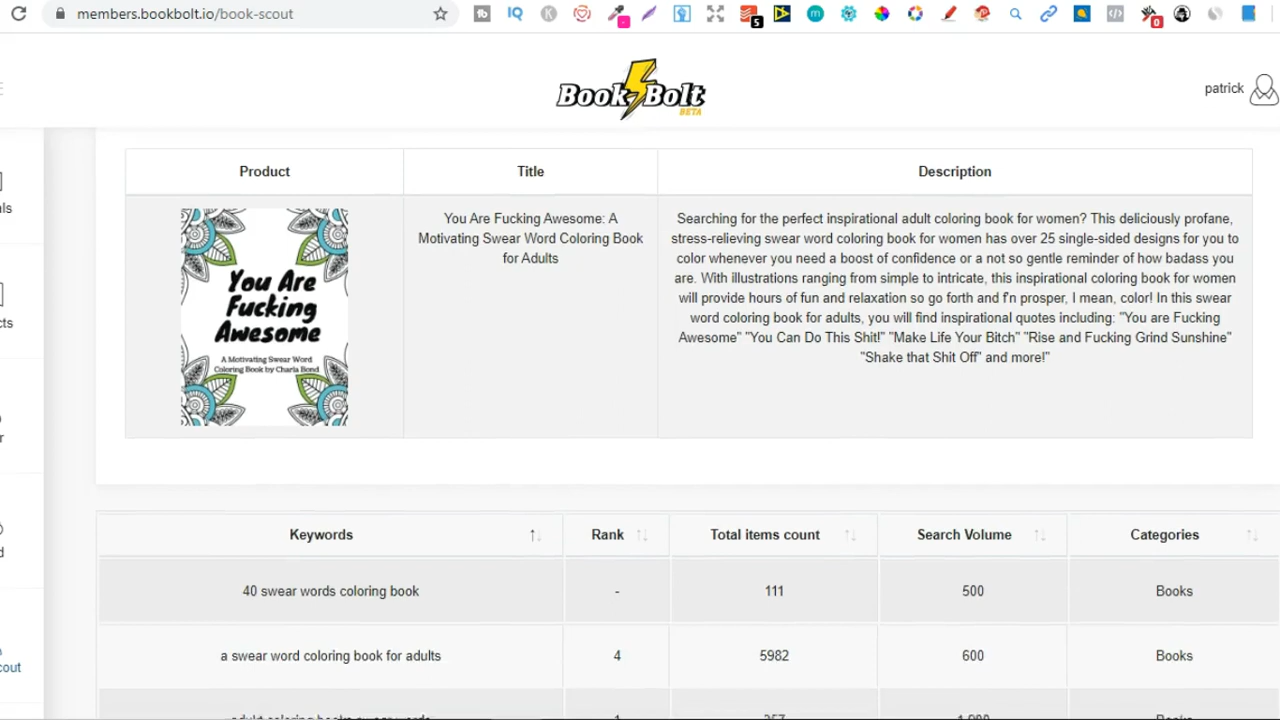 members.bookbolt.io/book-scout
5
0
Book Bolt
BETA
patrick
Product
Title
Description
You Are
Fucking
Awesome
A Motivating Swear Word
Coloring Book by Charla Bond
You Are Fucking Awesome: A
Motivating Swear Word Coloring Book
for Adults
Searching for the perfect inspirational adult coloring book for women? This deliciously profane,
stress-relieving swear word coloring book for women has over 25 single-sided designs for you to
color whenever you need a boost of confidence or a not so gentle reminder of how badass you
are. With illustrations ranging from simple to intricate, this inspirational coloring book for women
will provide hours of fun and relaxation so go forth and f'n prosper, I mean, color! In this swear
word coloring book for adults, you will find inspirational quotes including: "You are Fucking
Awesome" "You Can Do This Shit!" "Make Life Your Bitch" "Rise and Fucking Grind Sunshine"
"Shake that Shit Off" and more!"
Keywords
Rank
Total items count
Search Volume
Categories
40 swear words coloring book
-
111
500
Books
a swear word coloring book for adults
4
5982
600
Books